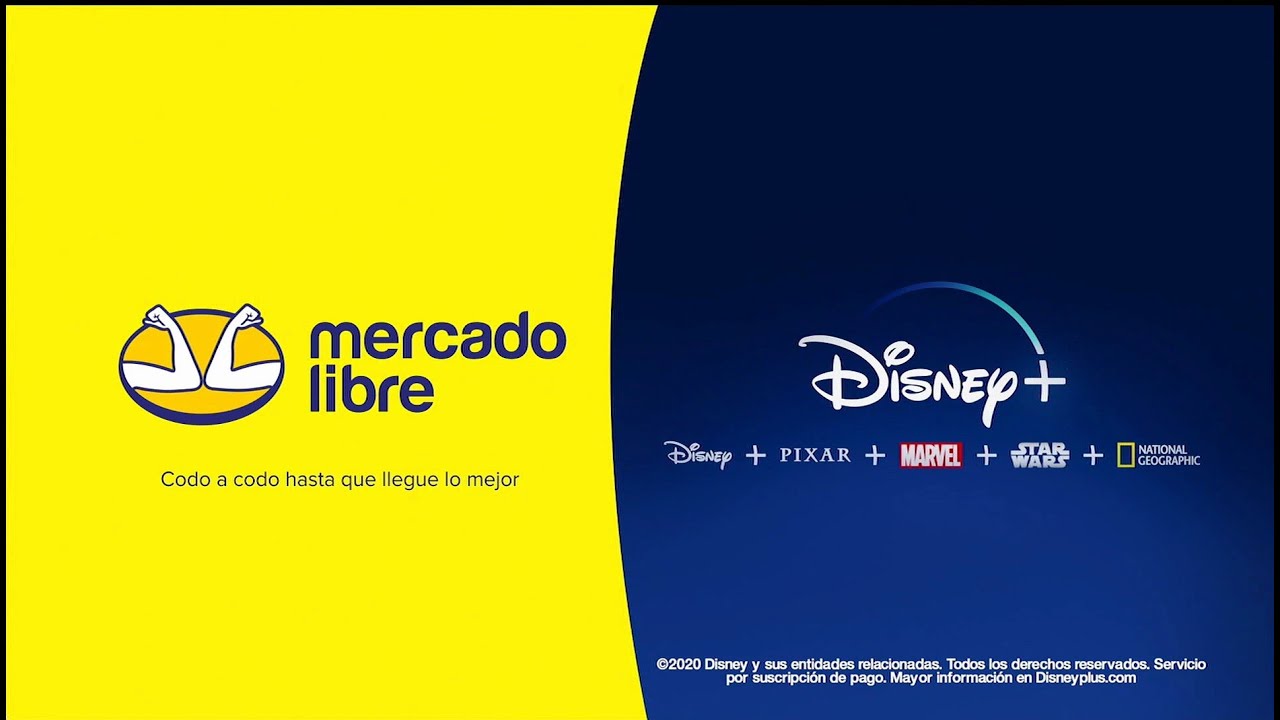 mercado
libre
Codo a codo hasta que llegue lo mejor
Disney+
Disney + PIXAR + MARVEL + STAR WARS + NATIONAL GEOGRAPHIC
©2020 Disney y sus entidades relacionadas. Todos los derechos reservados. Servicio
por suscripción de pago. Mayor información en Disneyplus.com